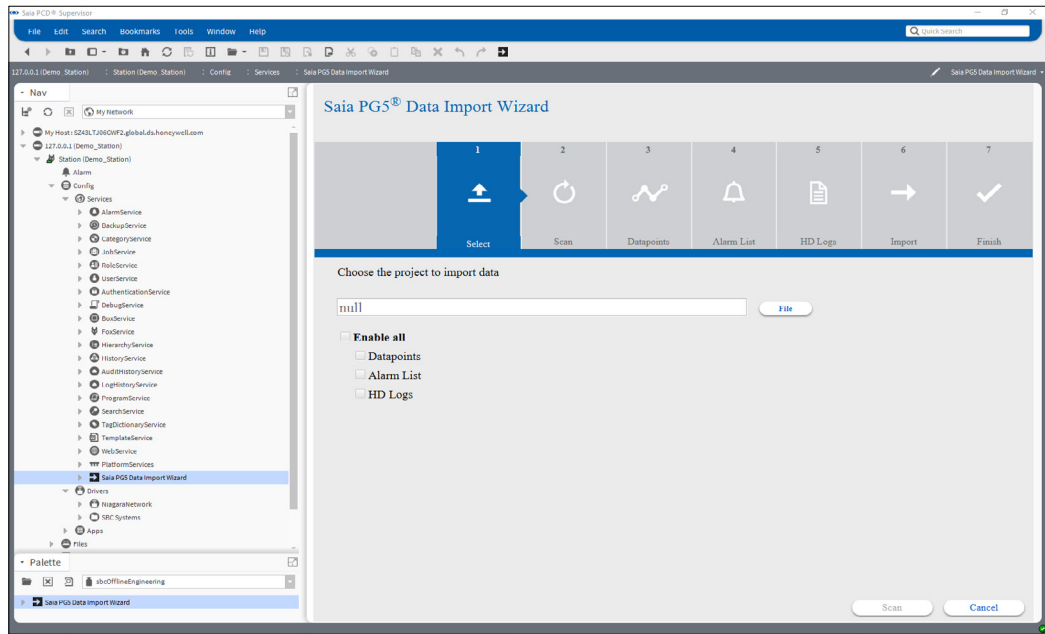 Saia PCD® Supervisor
File Edit Search Bookmarks Tools Window Help
Quick Search
127.0.0.1 (Demo_Station) : Station (Demo_Station) : Config : Services : Saia PG5 Data Import Wizard
Saia PG5 Data Import Wizard
Nav
My Network
My Host : SZ43LTJ06GWF2.global.ds.honeywell.com
127.0.0.1 (Demo_Station)
Station (Demo_Station)
Alarm
Config
Services
AlarmService
BackupService
CategoryService
JobService
RoleService
UserService
AuthenticationService
DebugService
BoxService
FoxService
HierarchyService
HistoryService
AuditHistoryService
LogHistoryService
ProgramService
SearchService
TagDictionaryService
TemplateService
WebService
PlatformServices
Saia PG5 Data Import Wizard
Drivers
NiagaraNetwork
SBC Systems
Apps
Files
Palette
sbcOfflineEngineering
Saia PG5 Data Import Wizard
Saia PG5® Data Import Wizard
1 2 3 4 5 6 7
Select Scan Datapoints Alarm List HD Logs Import Finish
Choose the project to import data
null File
Enable all
Datapoints
Alarm List
HD Logs
Scan Cancel